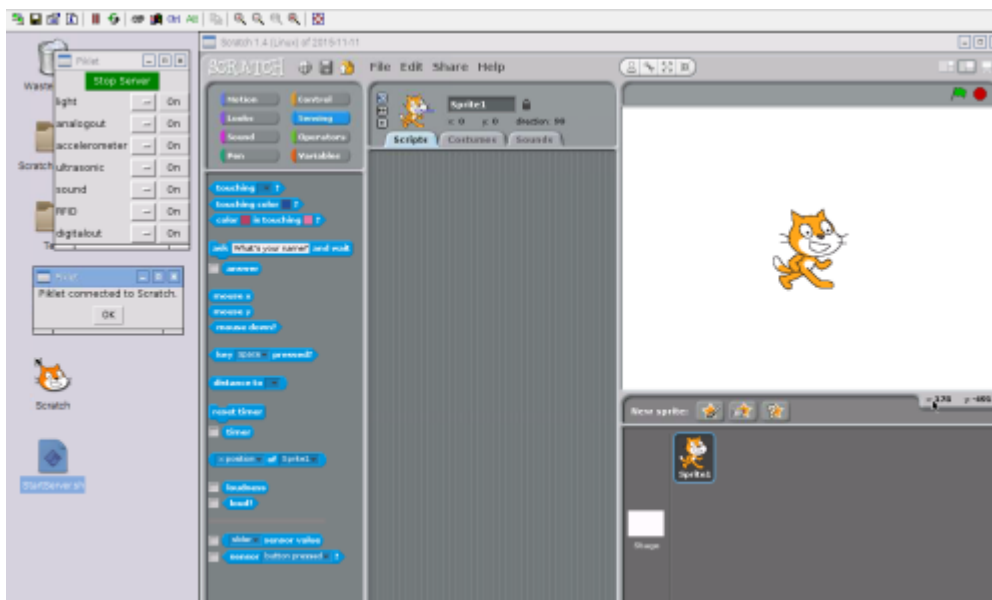 Scratch 1.4 (Linux) of 2015-11-11
SCRATCH
File Edit Share Help
Piklet
Stop Server
light On
analogout On
accelerometer On
ultrasonic On
sound On
RFID On
digitalout On
Piklet
Piklet connected to Scratch.
OK
Scratch
StartServer.sh
Motion Control
Looks Sensing
Sound Operators
Pen Variables
touching ?
touching color ?
color is touching ?
ask What's your name? and wait
answer
mouse x
mouse y
mouse down?
key space pressed?
distance to
reset timer
timer
x position of Sprite1
loudness
loud?
slider sensor value
sensor button pressed ?
Sprite1
x: 0 y: 0 direction: 90
Scripts Costumes Sounds
New sprite:
Sprite1
Stage